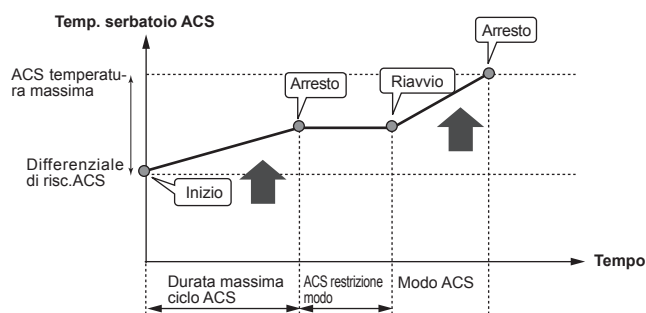 Temp. serbatoio ACS
Arresto
ACS temperatu-
ra massima
Arresto
Riavvio
Differenziale
di risc.ACS
Inizio
Tempo
Durata massima
ciclo ACS
ACS restrizione
modo
Modo ACS